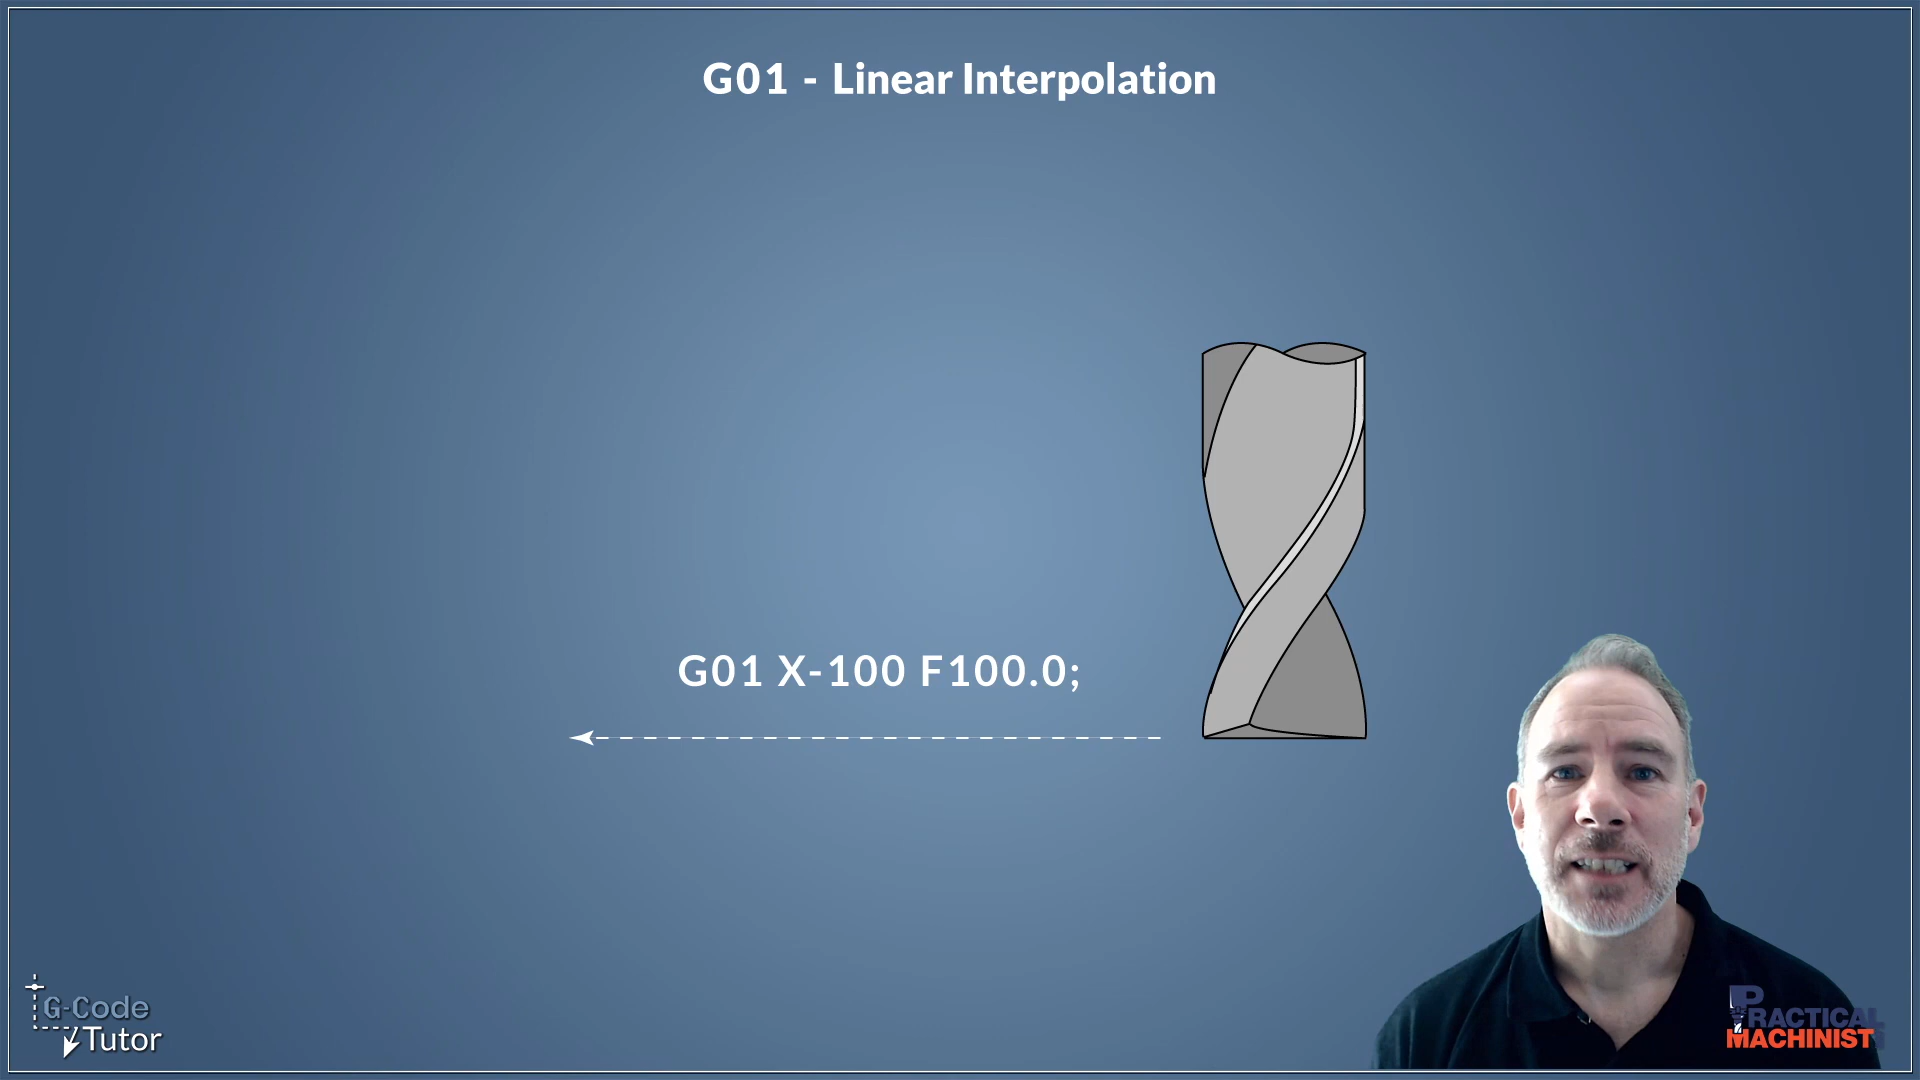 G01 - Linear Interpolation
G01 X-100 F100.0;
G-Code
Tutor
PRACTICAL
MACHINIST